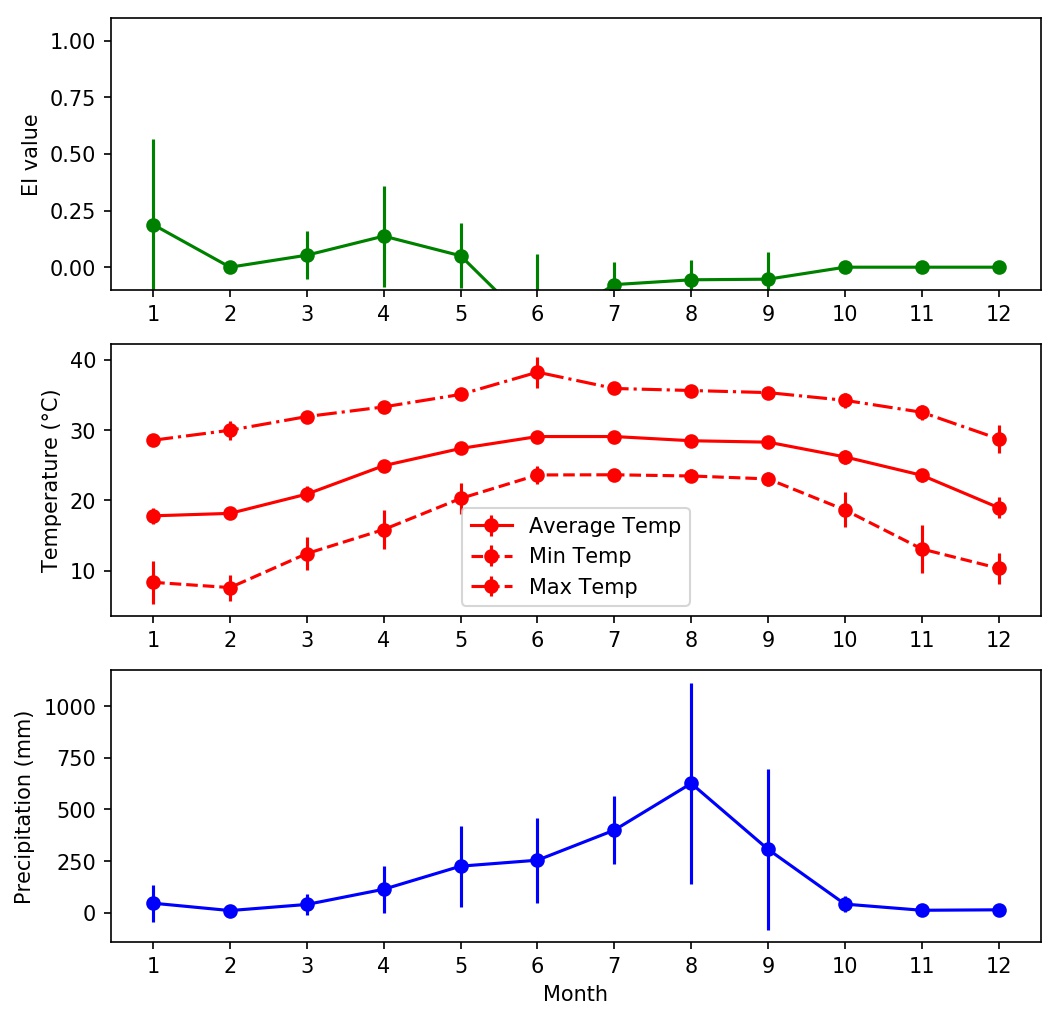 EI value
1.00
0.75
0.50
0.25
0.00
1 2 3 4 5 6 7 8 9 10 11 12
Temperature (°C)
40
30
20
10
Average Temp
Min Temp
Max Temp
1 2 3 4 5 6 7 8 9 10 11 12
Precipitation (mm)
1000
750
500
250
0
1 2 3 4 5 6 7 8 9 10 11 12
Month